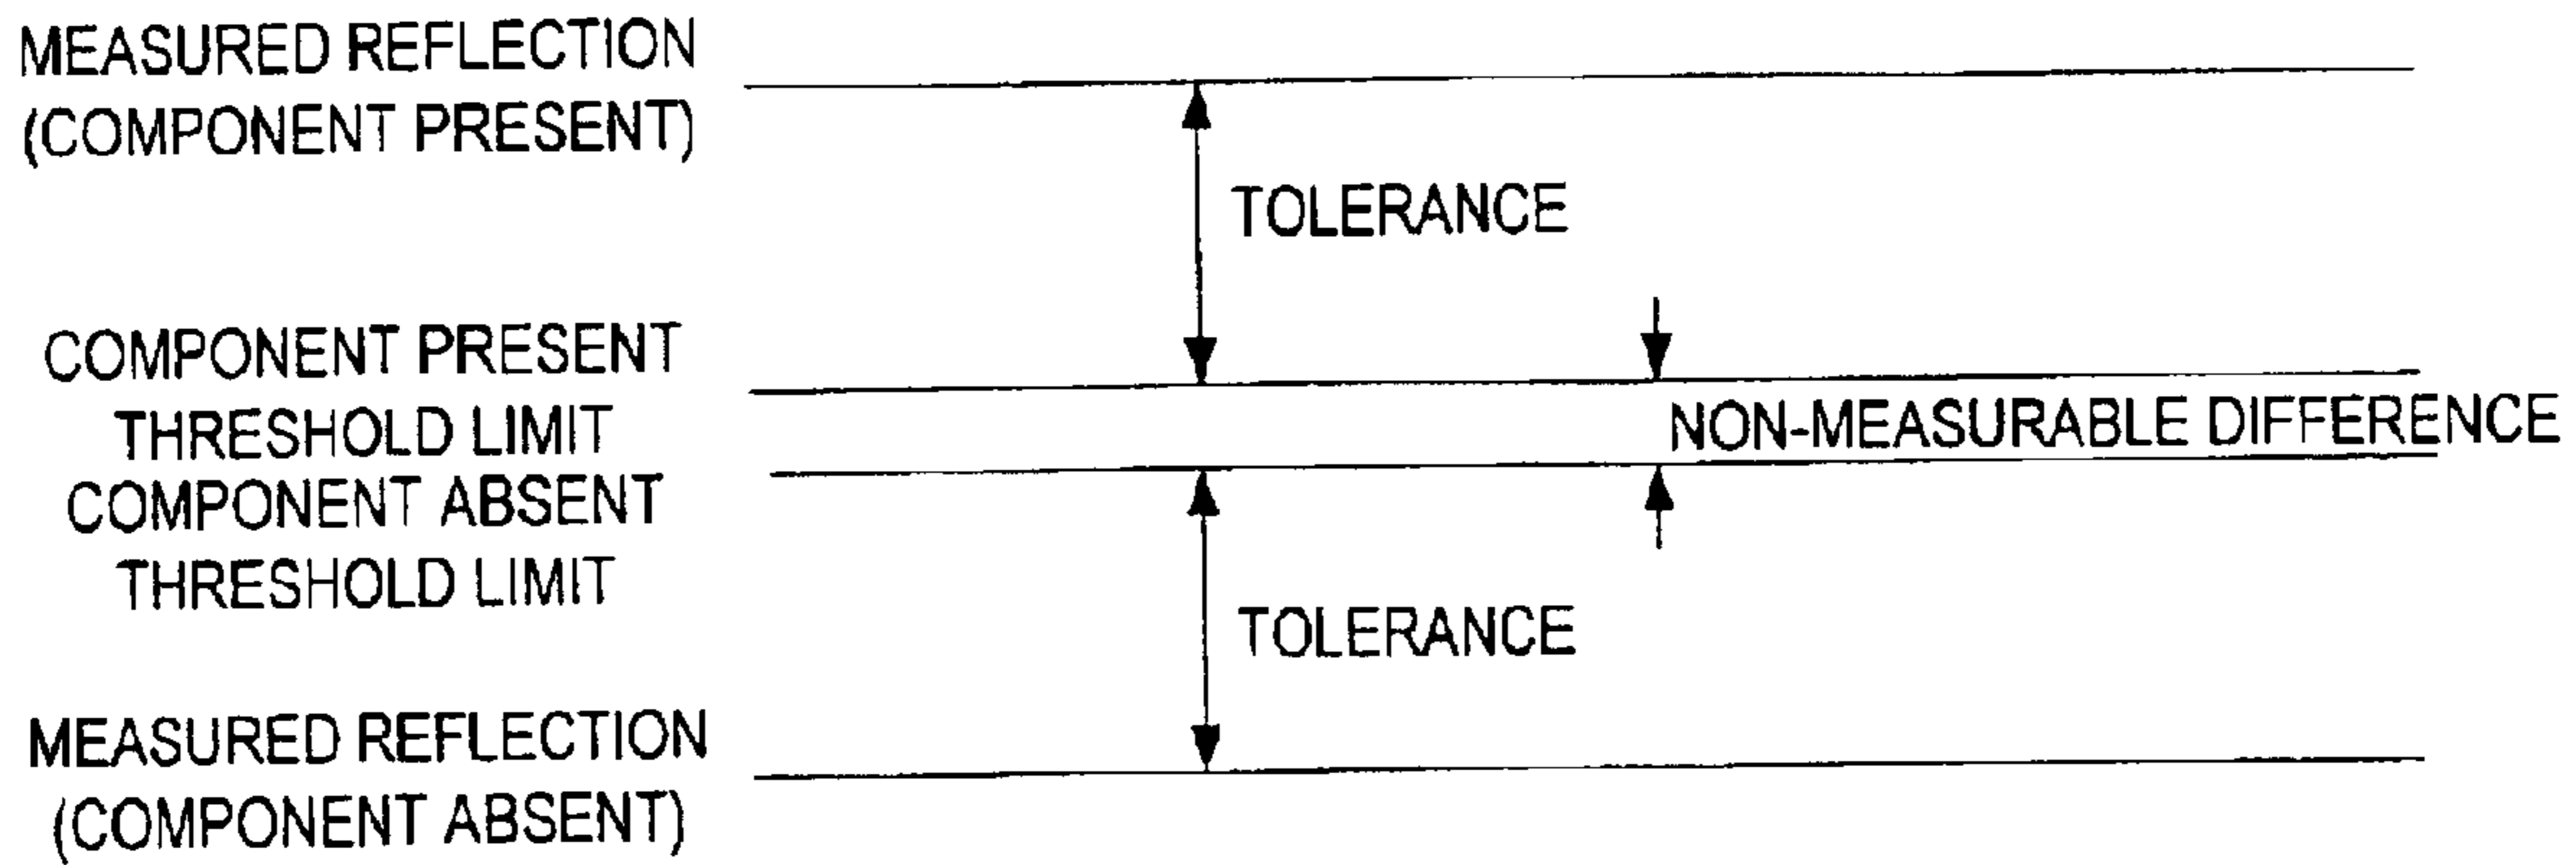 MEASURED REFLECTION
(COMPONENT PRESENT)
TOLERANCE
COMPONENT PRESENT
THRESHOLD LIMIT
NON-MEASURABLE DIFFERENCE
COMPONENT ABSENT
THRESHOLD LIMIT
TOLERANCE
MEASURED REFLECTION
(COMPONENT ABSENT)